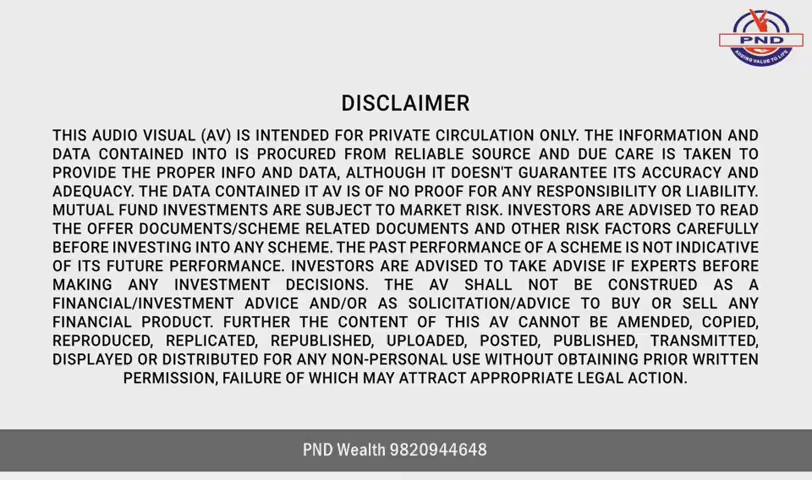 PND
ADDING VALUE TO LIFE
DISCLAIMER
THIS AUDIO VISUAL (AV) IS INTENDED FOR PRIVATE CIRCULATION ONLY. THE INFORMATION AND
DATA CONTAINED INTO IS PROCURED FROM RELIABLE SOURCE AND DUE CARE IS TAKEN TO
PROVIDE THE PROPER INFO AND DATA, ALTHOUGH IT DOESN'T GUARANTEE ITS ACCURACY AND
ADEQUACY. THE DATA CONTAINED IT AV IS OF NO PROOF FOR ANY RESPONSIBILITY OR LIABILITY.
MUTUAL FUND INVESTMENTS ARE SUBJECT TO MARKET RISK. INVESTORS ARE ADVISED TO READ
THE OFFER DOCUMENTS/SCHEME RELATED DOCUMENTS AND OTHER RISK FACTORS CAREFULLY
BEFORE INVESTING INTO ANY SCHEME. THE PAST PERFORMANCE OF A SCHEME IS NOT INDICATIVE
OF ITS FUTURE PERFORMANCE. INVESTORS ARE ADVISED TO TAKE ADVISE IF EXPERTS BEFORE
MAKING ANY INVESTMENT DECISIONS. THE AV SHALL NOT BE CONSTRUED AS A
FINANCIAL/INVESTMENT ADVICE AND/OR AS SOLICITATION/ADVICE TO BUY OR SELL ANY
FINANCIAL PRODUCT. FURTHER THE CONTENT OF THIS AV CANNOT BE AMENDED, COPIED,
REPRODUCED, REPLICATED, REPUBLISHED, UPLOADED, POSTED, PUBLISHED, TRANSMITTED,
DISPLAYED OR DISTRIBUTED FOR ANY NON-PERSONAL USE WITHOUT OBTAINING PRIOR WRITTEN
PERMISSION, FAILURE OF WHICH MAY ATTRACT APPROPRIATE LEGAL ACTION.
PND Wealth 9820944648